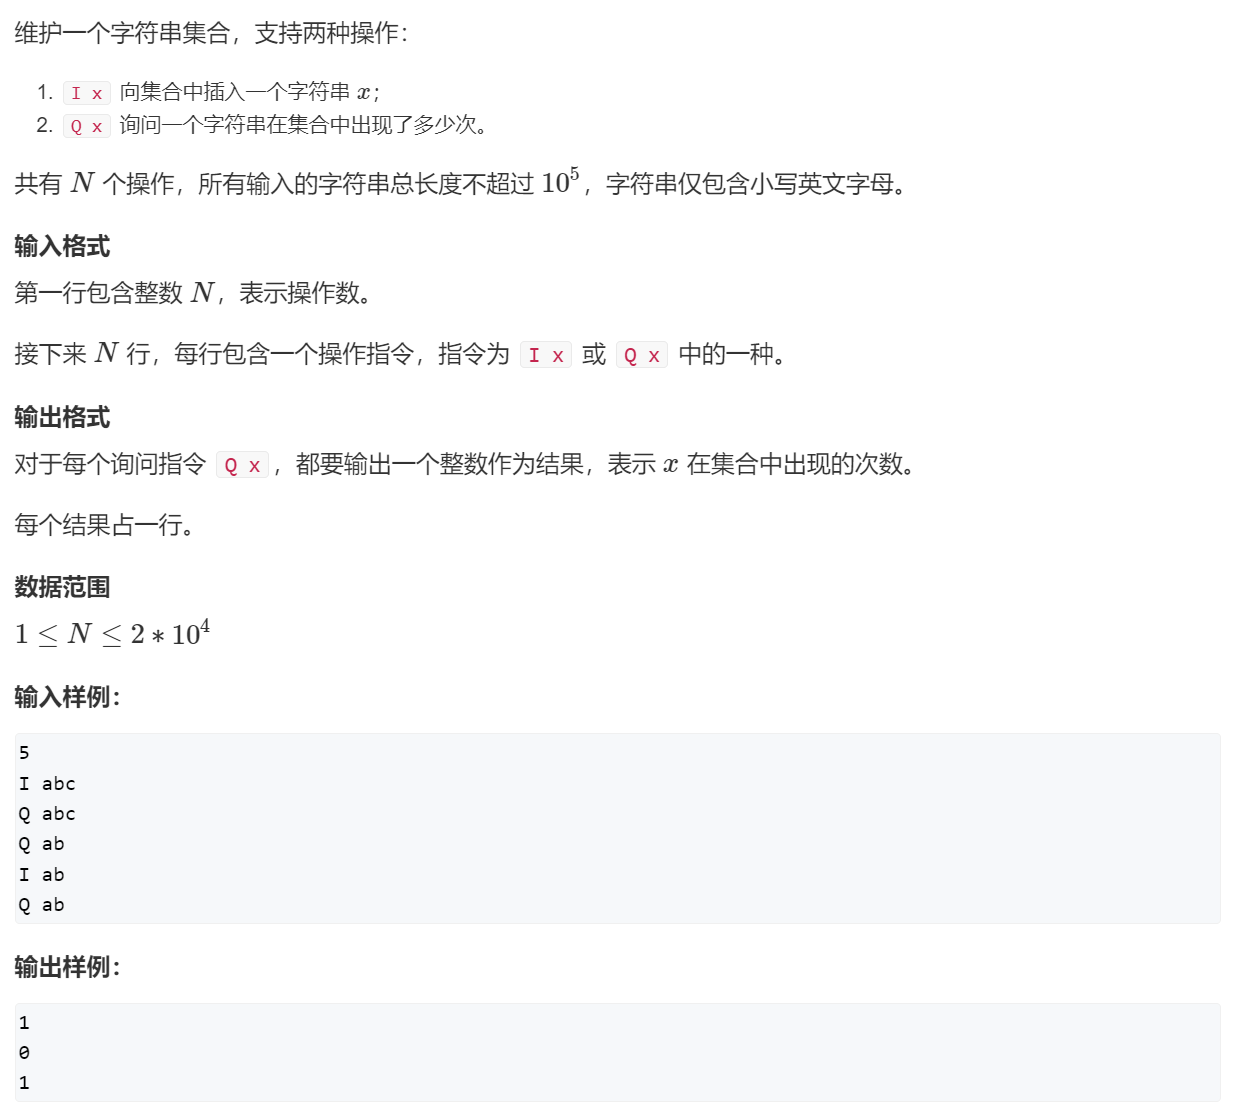 维护一个字符串集合，支持两种操作：
1. I x 向集合中插入一个字符串 x；
2. Q x 询问一个字符串在集合中出现了多少次。
共有 N 个操作，所有输入的字符串总长度不超过 10⁵，字符串仅包含小写英文字母。
输入格式
第一行包含整数 N，表示操作数。
接下来 N 行，每行包含一个操作指令，指令为 I x 或 Q x 中的一种。
输出格式
对于每个询问指令 Q x，都要输出一个整数作为结果，表示 x 在集合中出现的次数。
每个结果占一行。
数据范围
1 ≤ N ≤ 2 ∗ 10⁴
输入样例：
5
I abc
Q abc
Q ab
I ab
Q ab
输出样例：
1
0
1